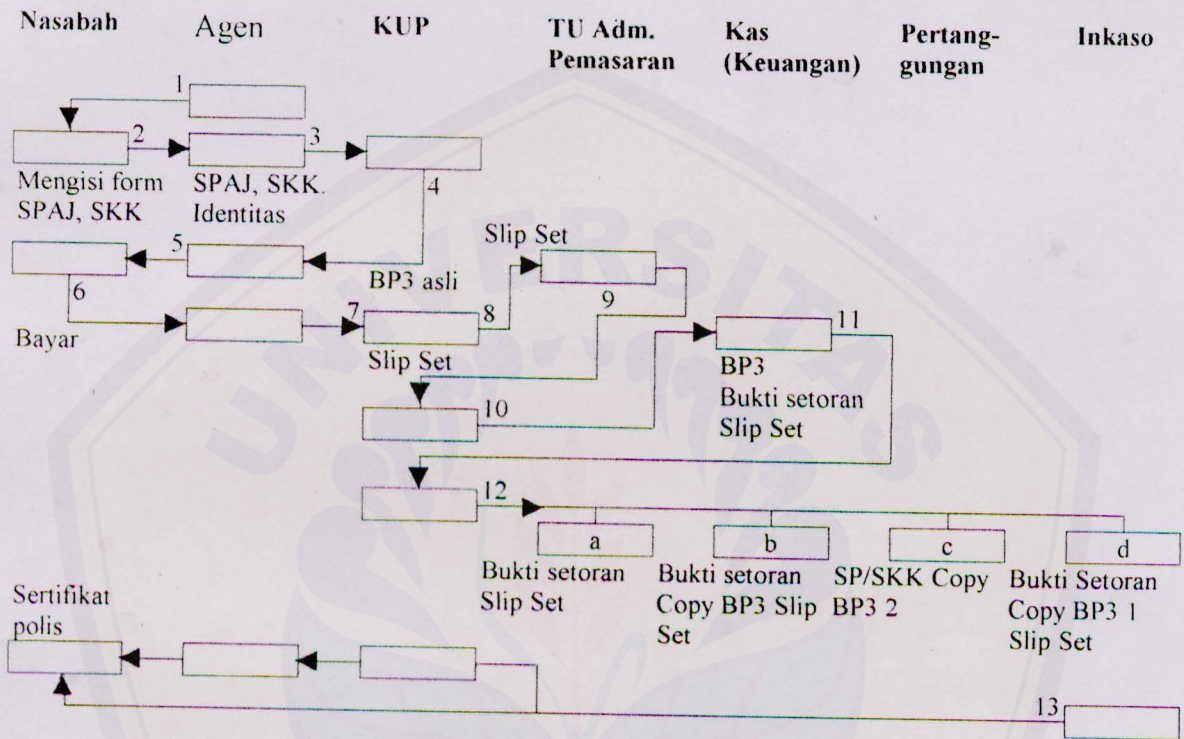 Nasabah Agen KUP TU Adm. Kas Pertang- Inkaso
Pemasaran (Keuangan) gungan
1
2 3
Mengisi form SPAJ, SKK. 4
SPAJ, SKK Identitas
5 Slip Set
6 BP3 asli 9
7 8 11
Bayar
Slip Set BP3
Bukti setoran
10 Slip Set
12
a b c d
Bukti setoran Bukti setoran SP/SKK Copy Bukti Setoran
Slip Set Copy BP3 Slip BP3 2 Copy BP3 1
Set Slip Set
Sertifikat
polis
13
UNIVERSITAS